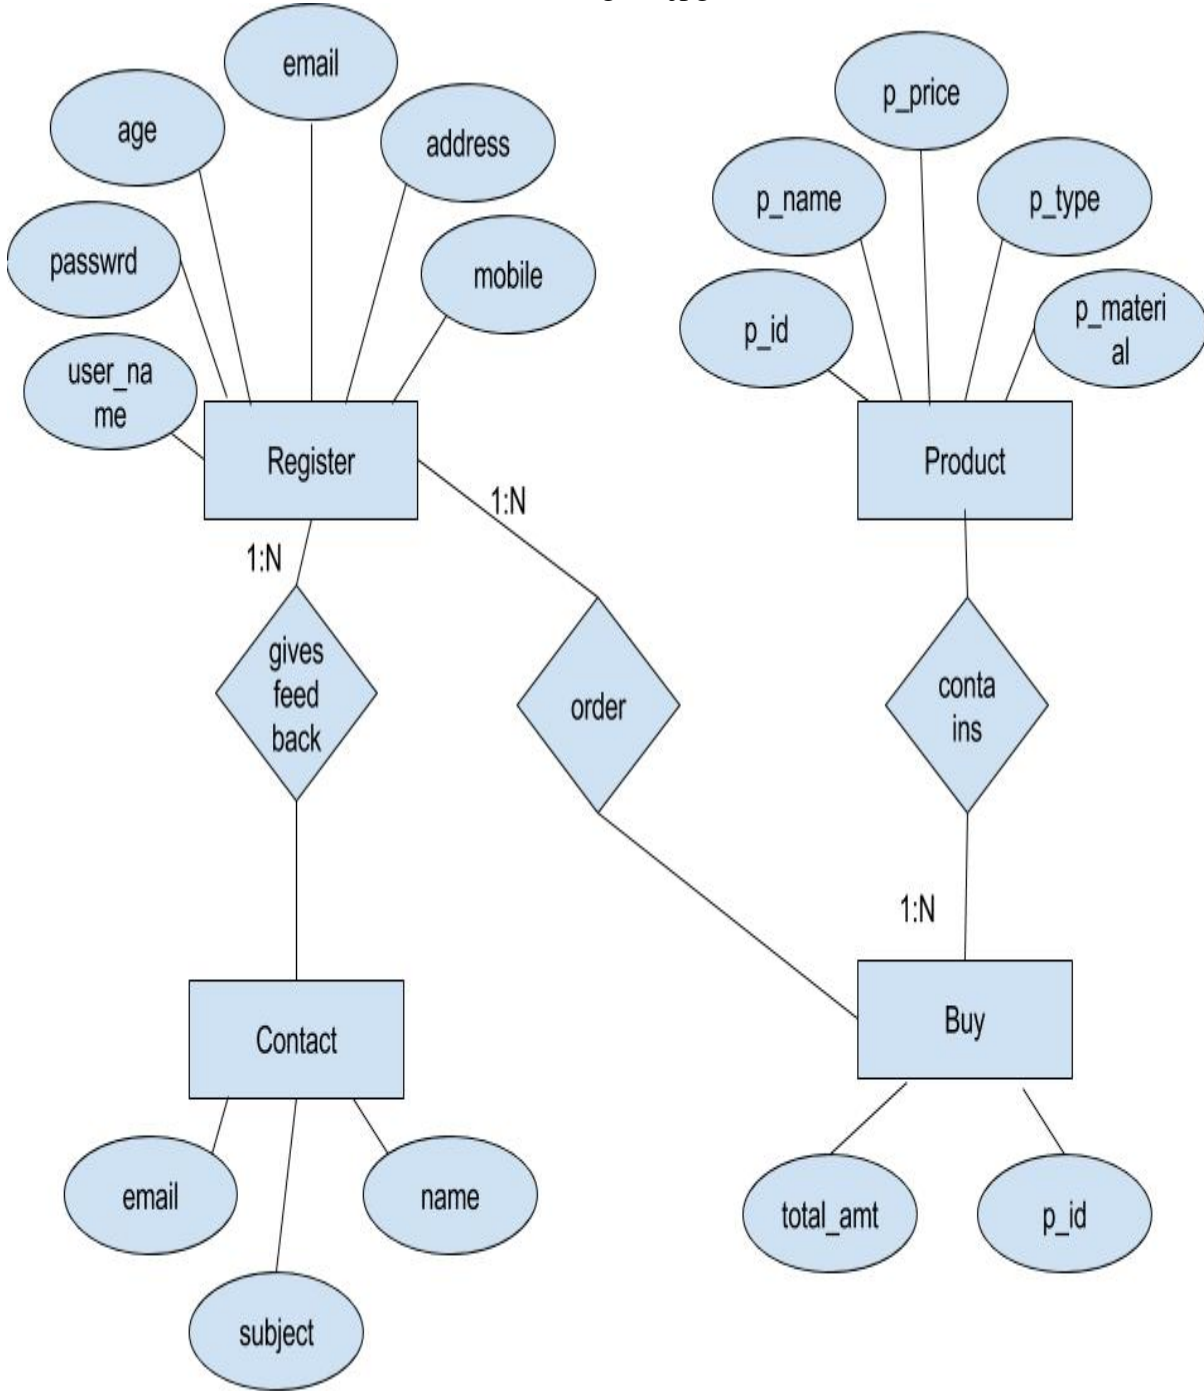 email
p_price
age
address
p_name
p_type
passwrd
mobile
p_id
p_materi
al
user_na
me
Register
Product
1:N
1:N
gives
feed
back
order
conta
ins
1:N
Contact
Buy
email
name
total_amt
p_id
subject